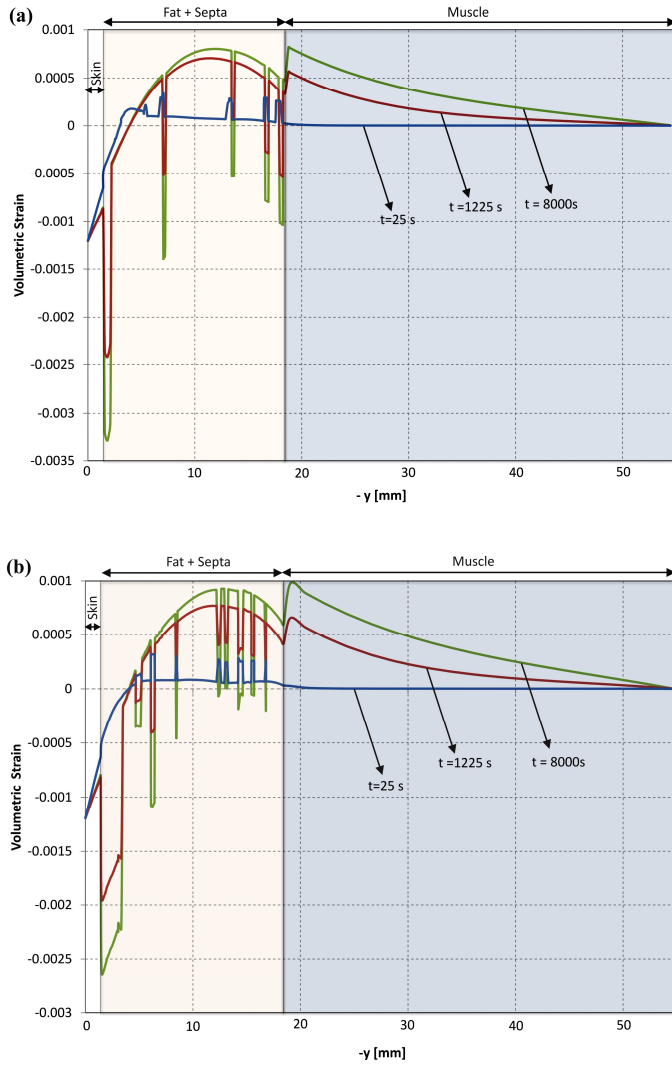 (a)
Fat + Septa
Muscle
Skin
0.001
0.0005
0
0.0005
-0.001
-0.0015
-0.002
-0.0025
-0.003
-0.0035
Volumetric Strain
t=25 s
t =1225 s
t = 8000s
0
10
20
30
40
50
- y [mm]
(b)
Fat + Septa
Muscle
Skin
0.001
0.0005
0
-0.0005
-0.001
-0.0015
-0.002
-0.0025
-0.003
Volumetric Strain
t=25 s
t =1225 s
t = 8000s
0
10
20
30
40
50
-y [mm]